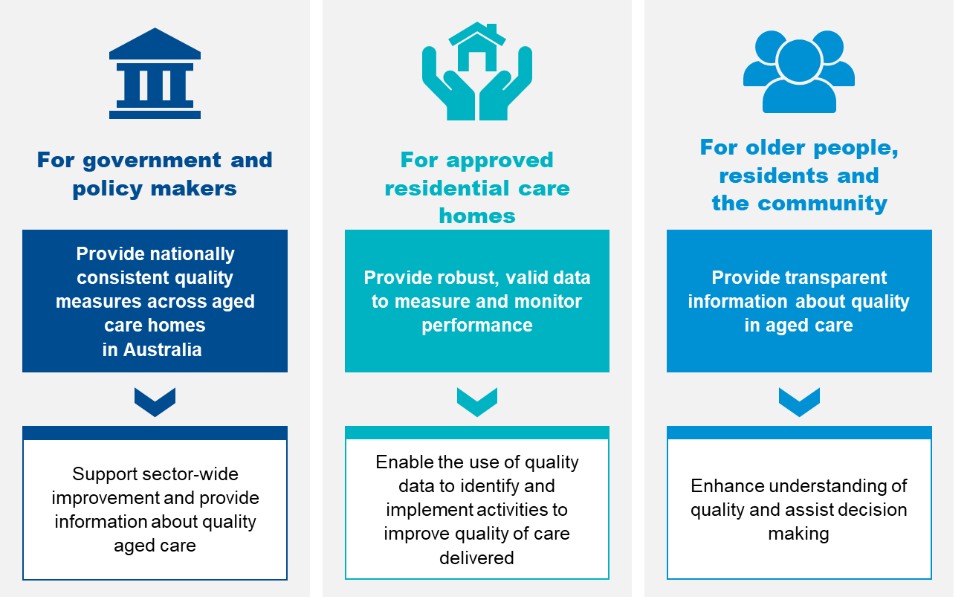 For government and
policy makers
Provide nationally
consistent quality
measures across aged
care homes
in Australia
Support sector-wide
improvement and provide
information about quality
aged care
For approved
residential care
homes
Provide robust, valid data
to measure and monitor
performance
Enable the use of quality
data to identify and
implement activities to
improve quality of care
delivered
For older people,
residents and
the community
Provide transparent
information about quality
in aged care
Enhance understanding of
quality and assist decision
making